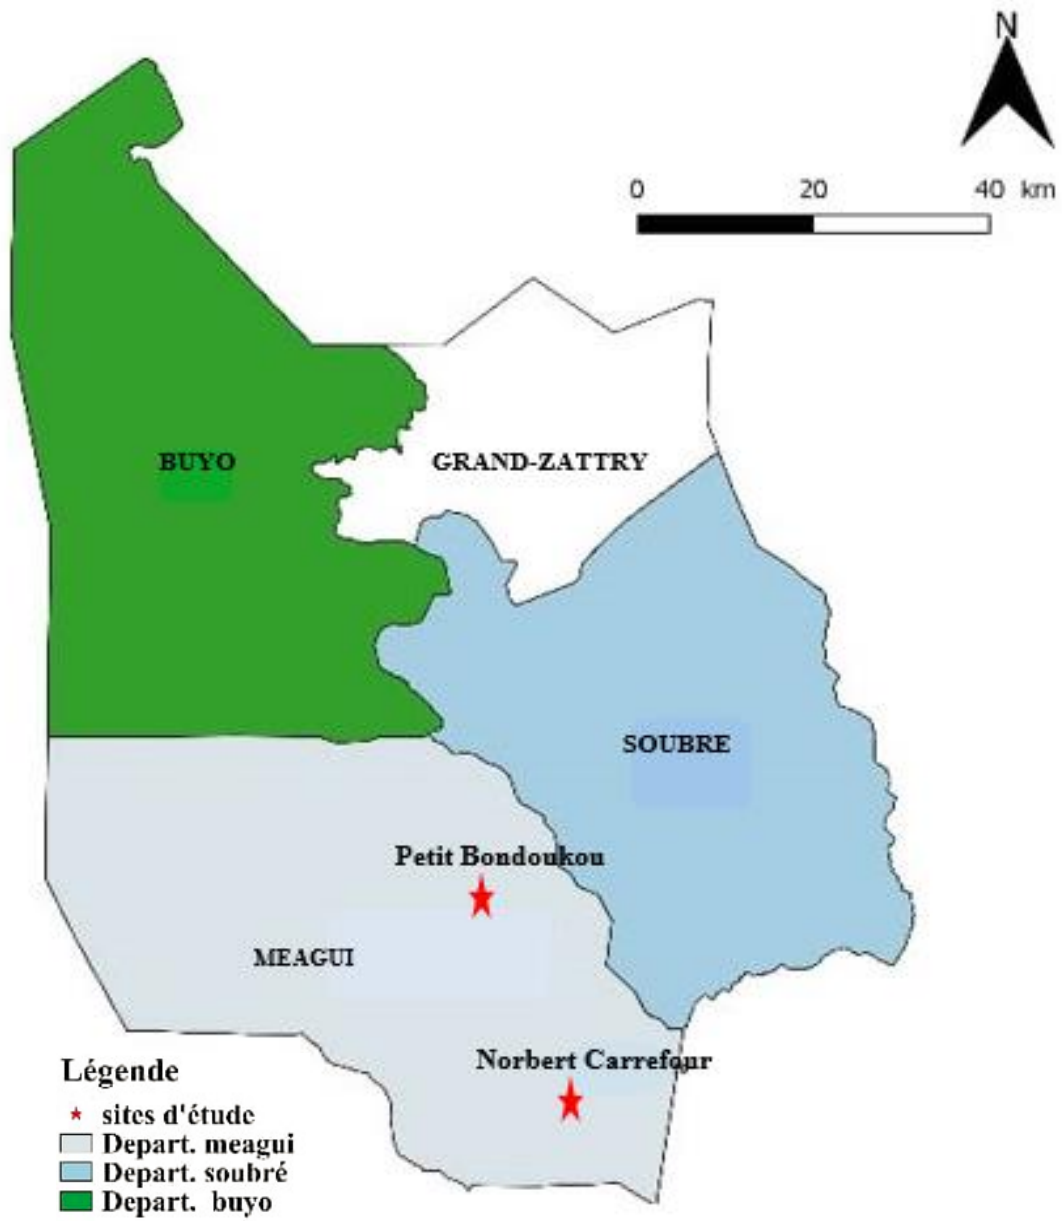 N
0 20 40 km
BUYO GRAND-ZATTRY
SOUBRE
Petit Bondoukou
MEAGUI
Norbert Carrefour
Légende
sites d'étude
Depart. meagui
Depart. soubré
Depart. buyo